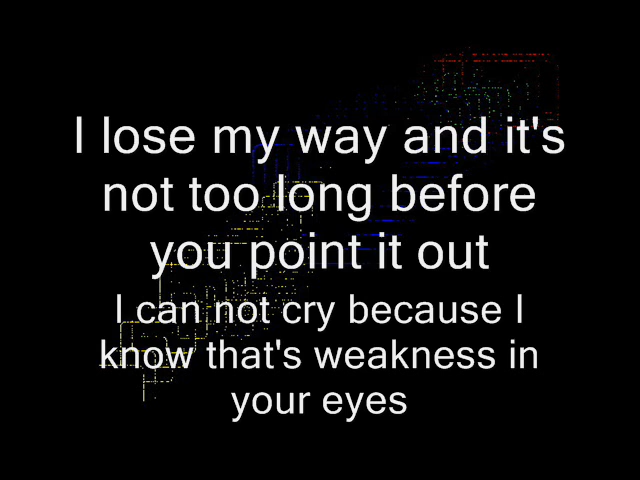 I lose my way and it's
not too long before
you point it out
I can not cry because I
know that's weakness in
your eyes